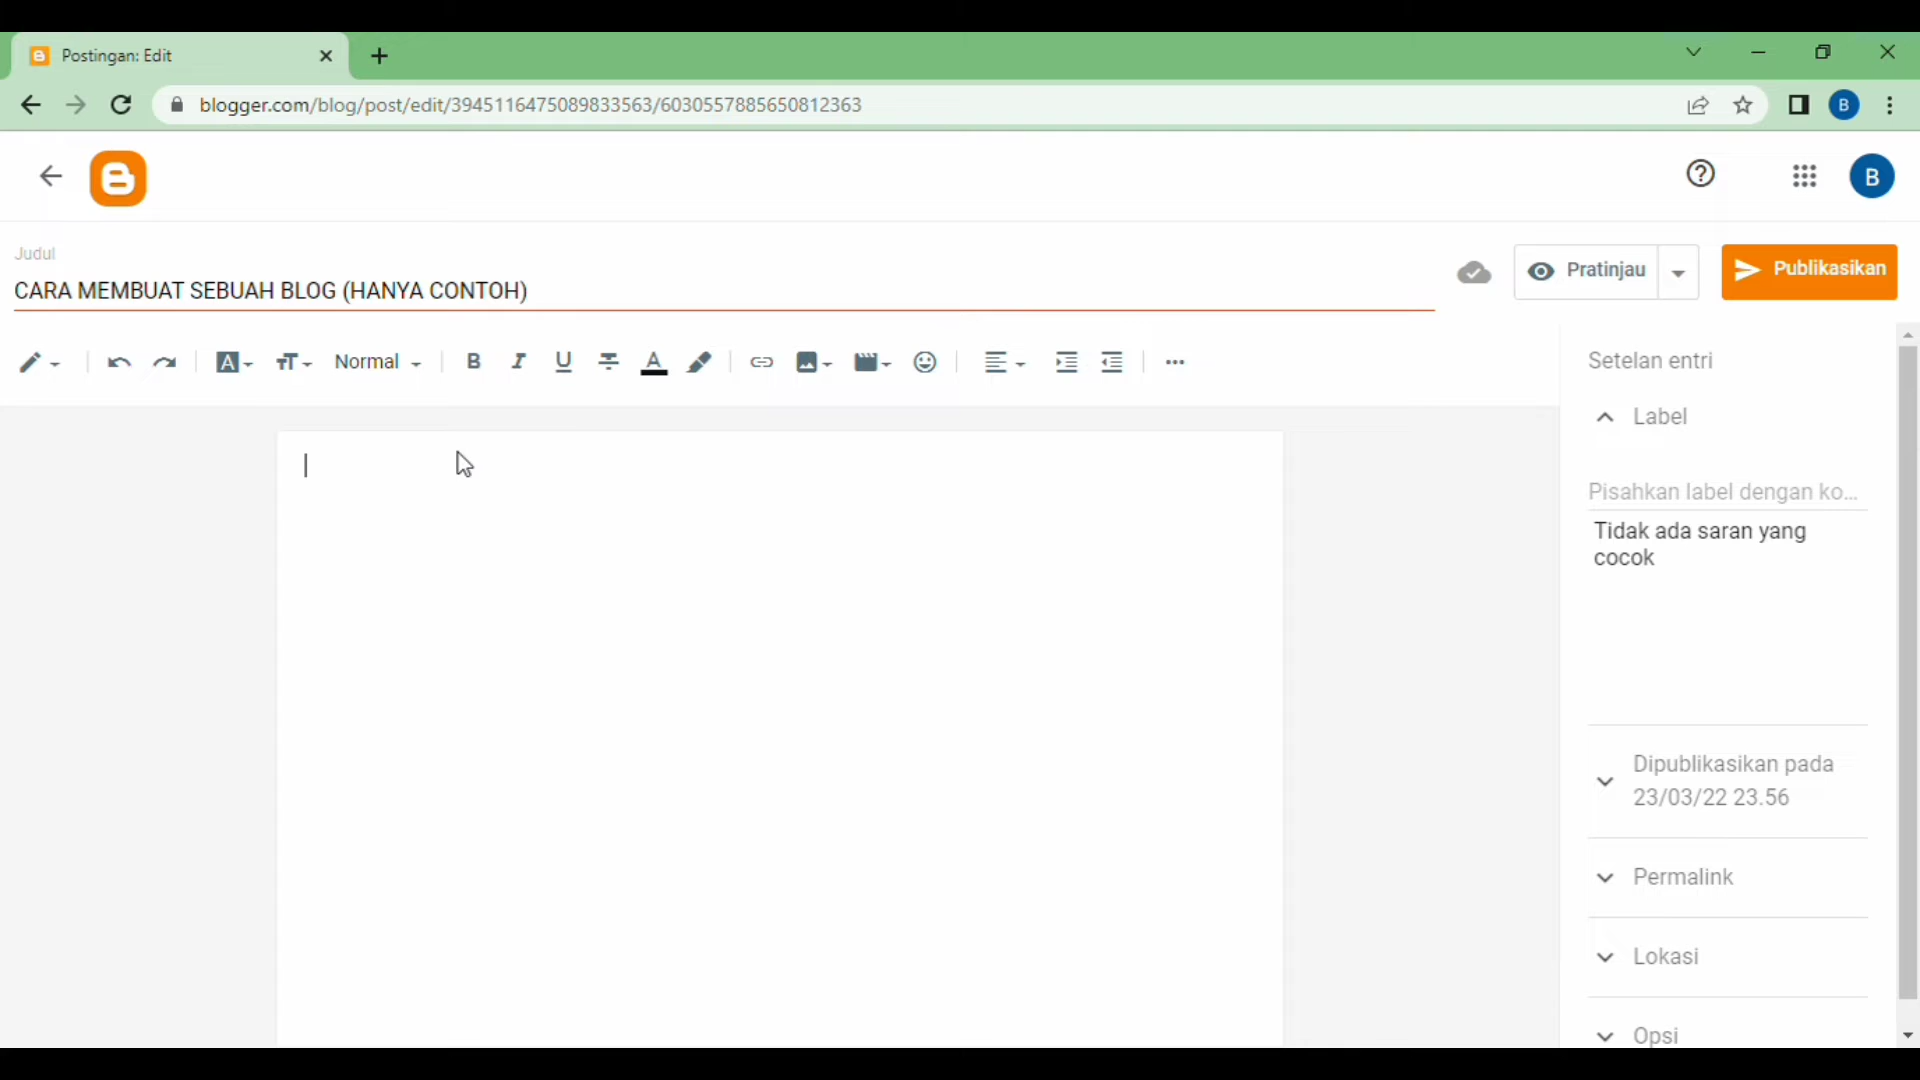 Postingan: Edit
blogger.com/blog/post/edit/3945116475089833563/6030557885650812363
B
B
Judul
CARA MEMBUAT SEBUAH BLOG (HANYA CONTOH)
Pratinjau
Publikasikan
Normal
B I U A
Setelan entri
Label
Pisahkan label dengan ko...
Tidak ada saran yang
cocok
Dipublikasikan pada
23/03/22 23.56
Permalink
Lokasi
Opsi